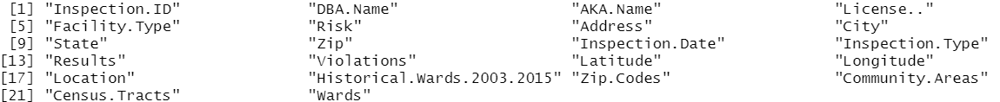 [1] "Inspection.ID" "DBA.Name" "AKA.Name" "License.."
[5] "Facility.Type" "Risk" "Address" "City"
[9] "State" "Zip" "Inspection.Date" "Inspection.Type"
[13] "Results" "Violations" "Latitude" "Longitude"
[17] "Location" "Historical.Wards.2003.2015" "Zip.Codes" "Community.Areas"
[21] "Census.Tracts" "Wards"